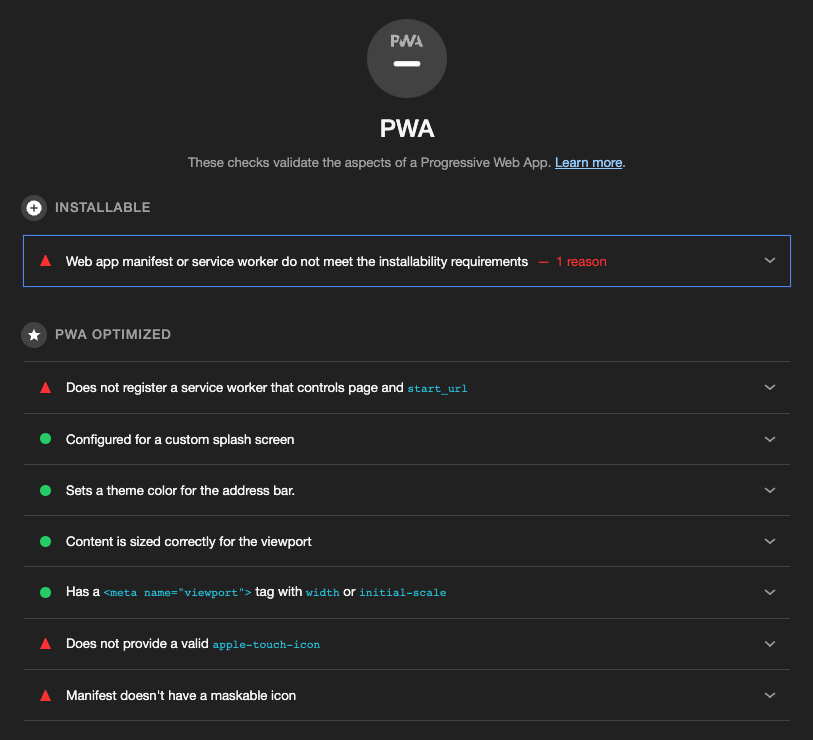 PWA
PWA
These checks validate the aspects of a Progressive Web App. Learn more.
INSTALLABLE
Web app manifest or service worker do not meet the installability requirements — 1 reason
PWA OPTIMIZED
Does not register a service worker that controls page and start_url
Configured for a custom splash screen
Sets a theme color for the address bar.
Content is sized correctly for the viewport
Has a <meta name="viewport"> tag with width or initial-scale
Does not provide a valid apple-touch-icon
Manifest doesn't have a maskable icon